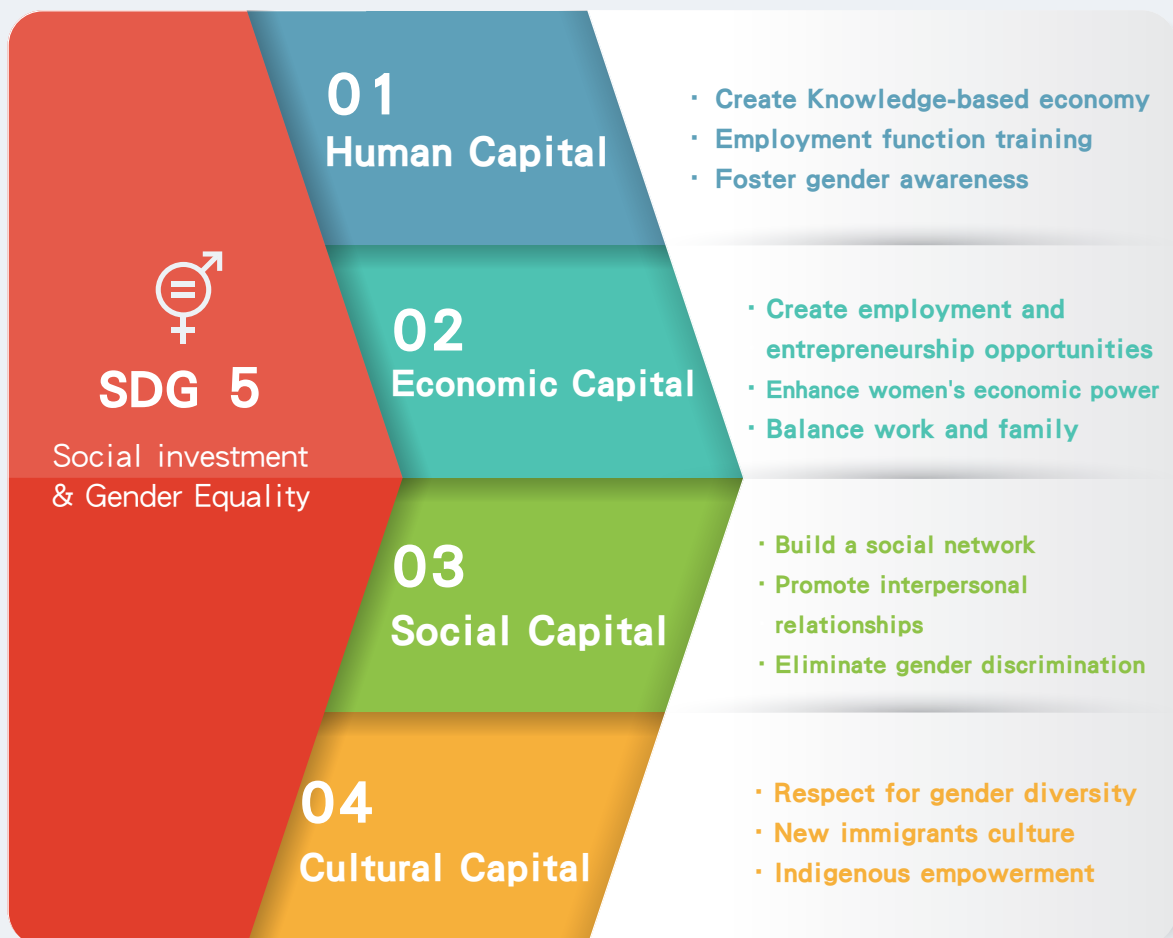 SDG 5
Social investment
& Gender Equality
01
Human Capital
· Create Knowledge-based economy
· Employment function training
· Foster gender awareness
02
Economic Capital
· Create employment and
entrepreneurship opportunities
· Enhance women's economic power
· Balance work and family
03
Social Capital
· Build a social network
· Promote interpersonal
relationships
· Eliminate gender discrimination
04
Cultural Capital
· Respect for gender diversity
· New immigrants culture
· Indigenous empowerment